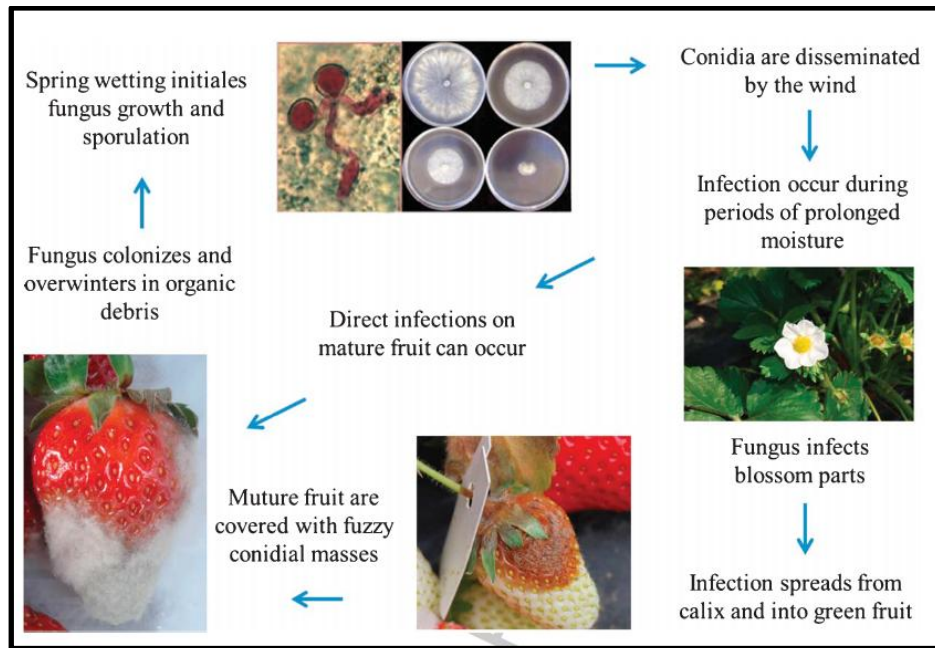 Spring wetting initiales
fungus growth and
sporulation
Conidia are disseminated
by the wind
Infection occur during
periods of prolonged
moisture
Fungus infects
blossom parts
Infection spreads from
calix and into green fruit
Direct infections on
mature fruit can occur
Muture fruit are
covered with fuzzy
conidial masses
Fungus colonizes and
overwinters in organic
debris